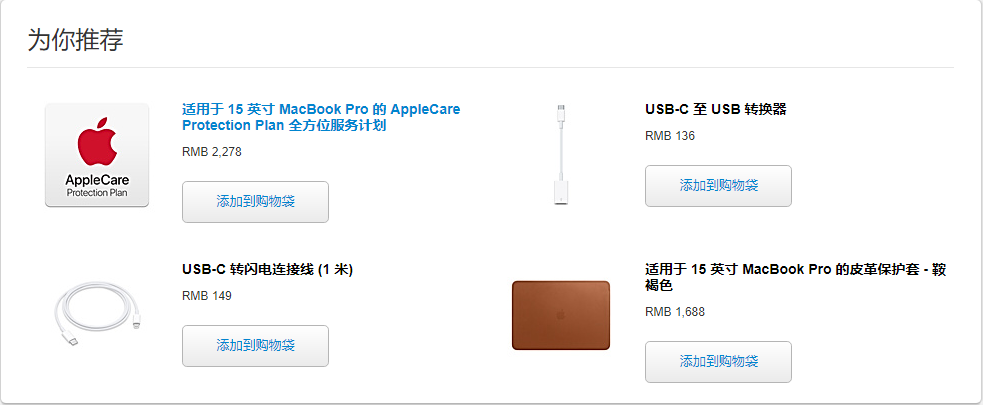 为你推荐
AppleCare
Protection Plan
适用于 15 英寸 MacBook Pro 的 AppleCare
Protection Plan 全方位服务计划
RMB 2,278
添加到购物袋
USB-C 至 USB 转换器
RMB 136
添加到购物袋
USB-C 转闪电连接线 (1 米)
RMB 149
添加到购物袋
适用于 15 英寸 MacBook Pro 的皮革保护套 - 鞍
褐色
RMB 1,688
添加到购物袋